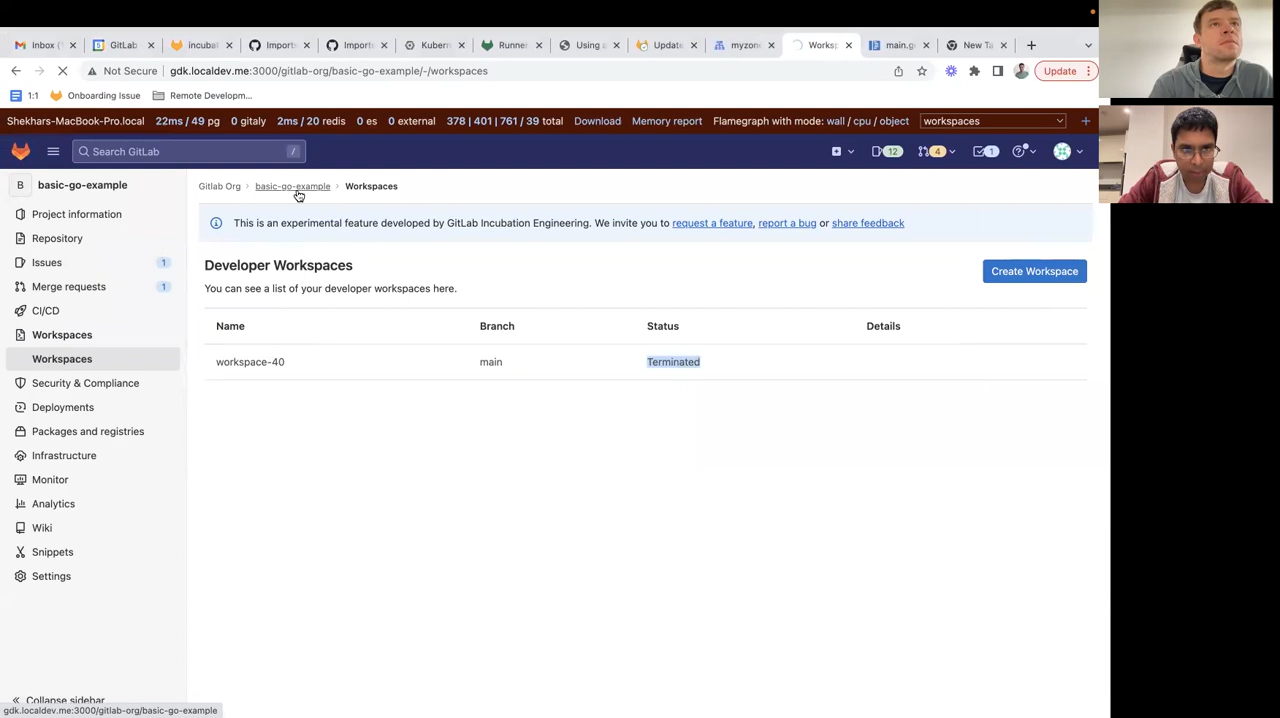 Inbox (
GitLab
incubat
Imports
Imports
Kubern
Runner
Using a
Update
myzone
Worksp
main.g
New Ta
Not Secure gdk.localdev.me:3000/gitlab-org/basic-go-example/-/workspaces
Update
1:1
Onboarding Issue
Remote Developm...
Shekhars-MacBook-Pro.local 22ms / 49 pg 0 gitaly 2ms / 20 redis 0 es 0 external 378 | 401 | 761 / 39 total Download Memory report Flamegraph with mode: wall / cpu / object workspaces
Search GitLab /
12
4
1
B basic-go-example
Project information
Repository
Issues 1
Merge requests 1
CI/CD
Workspaces
Workspaces
Security & Compliance
Deployments
Packages and registries
Infrastructure
Monitor
Analytics
Wiki
Snippets
Settings
Collapse sidebar
Gitlab Org › basic-go-example › Workspaces
This is an experimental feature developed by GitLab Incubation Engineering. We invite you to request a feature, report a bug or share feedback
Developer Workspaces
Create Workspace
You can see a list of your developer workspaces here.
Name Branch Status Details
workspace-40 main Terminated
gdk.localdev.me:3000/gitlab-org/basic-go-example